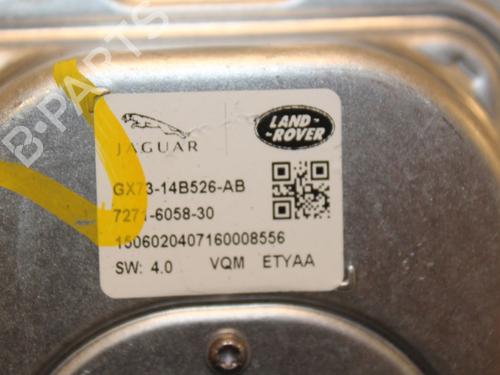 B-PARTS
JAGUAR
LAND ROVER
GX73-14B526-AB
7271-6058-30
1506020407160008556
SW: 4.0 VQM ETYAA